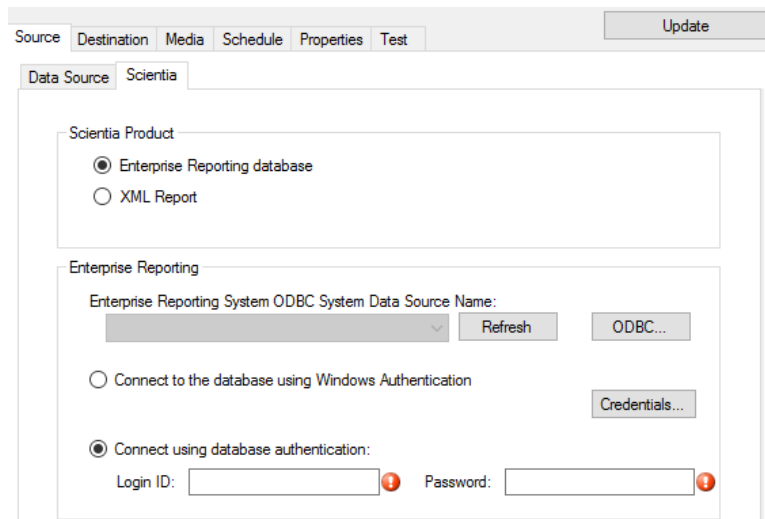 Update
Source Destination Media Schedule Properties Test
Data Source Scientia
Scientia Product
Enterprise Reporting database
XML Report
Enterprise Reporting
Enterprise Reporting System ODBC System Data Source Name:
Refresh ODBC...
Connect to the database using Windows Authentication
Credentials...
Connect using database authentication:
Login ID: Password: